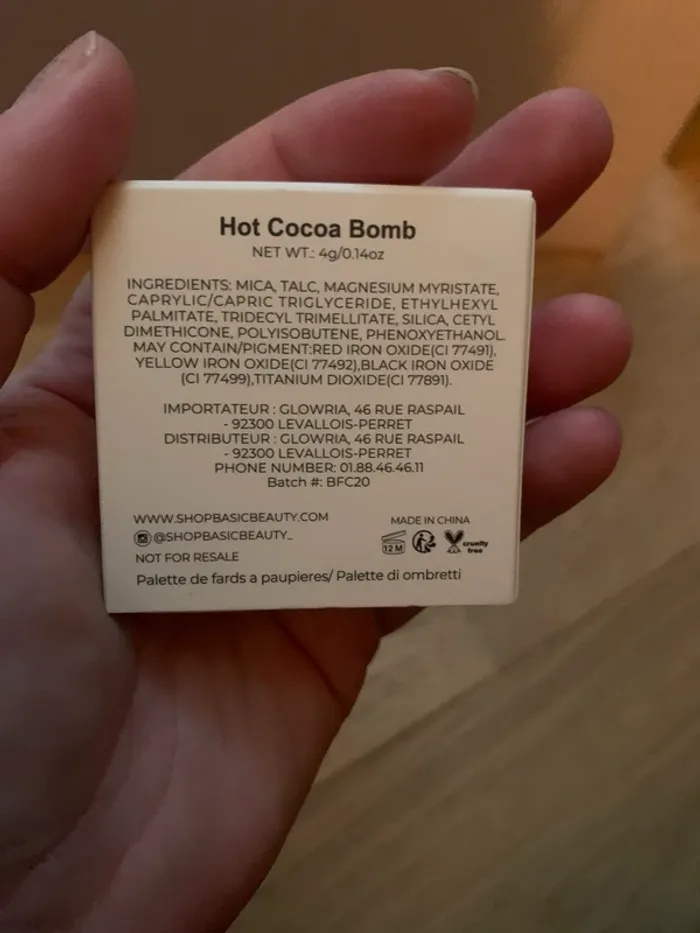 Hot Cocoa Bomb
NET WT.: 4g/0.14oz
INGREDIENTS: MICA, TALC, MAGNESIUM MYRISTATE,
CAPRYLIC/CAPRIC TRIGLYCERIDE, ETHYLHEXYL
PALMITATE, TRIDECYL TRIMELLITATE, SILICA, CETYL
DIMETHICONE, POLYISOBUTENE, PHENOXYETHANOL.
MAY CONTAIN/PIGMENT:RED IRON OXIDE(CI 77491),
YELLOW IRON OXIDE(CI 77492),BLACK IRON OXIDE
(CI 77499),TITANIUM DIOXIDE(CI 77891).
IMPORTATEUR : GLOWRIA, 46 RUE RASPAIL
- 92300 LEVALLOIS-PERRET
DISTRIBUTEUR : GLOWRIA, 46 RUE RASPAIL
- 92300 LEVALLOIS-PERRET
PHONE NUMBER: 01.88.46.46.11
Batch #: BFC20
WWW.SHOPBASICBEAUTY.COM
@SHOPBASICBEAUTY_
NOT FOR RESALE
MADE IN CHINA
12 M
cruelty
free
Palette de fards a paupieres/ Palette di ombretti